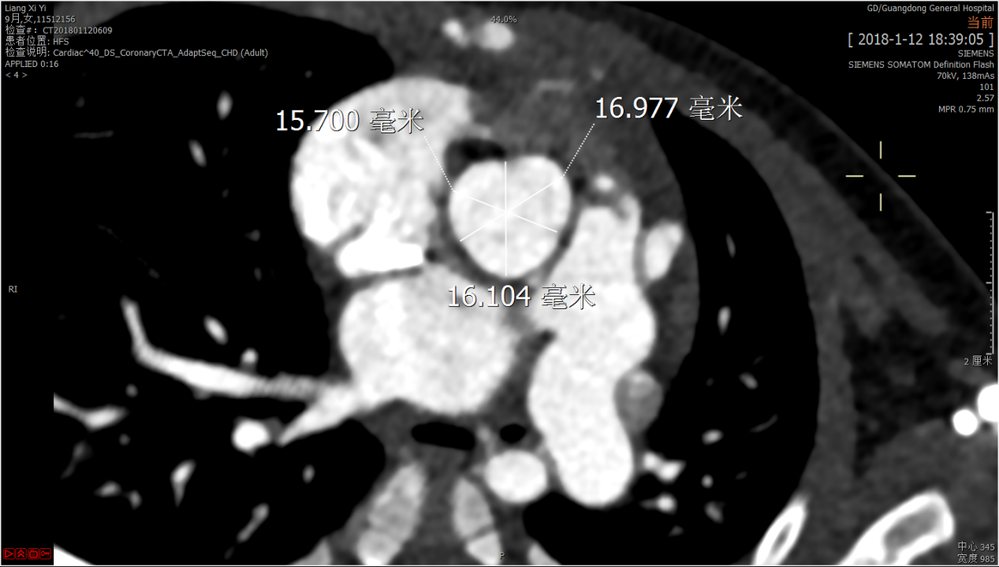 Liang Xi Yi
9月,女,11512156
检查#: CT201801120609
患者位置: HFS
检查说明: Cardiac^40_DS_CoronaryCTA_AdaptSeq_CHD (Adult)
APPLIED 0:16
< 4 >
44.0%
GD/Guangdong General Hospital
当前
[ 2018-1-12 18:39:05 ]
SIEMENS
SIEMENS SOMATOM Definition Flash
70kV, 138mAs
101
2.57
MPR 0.75 mm
15.700 毫米
16.977 毫米
16.104 毫米
RI
2 厘米
P
中心 345
宽度 985